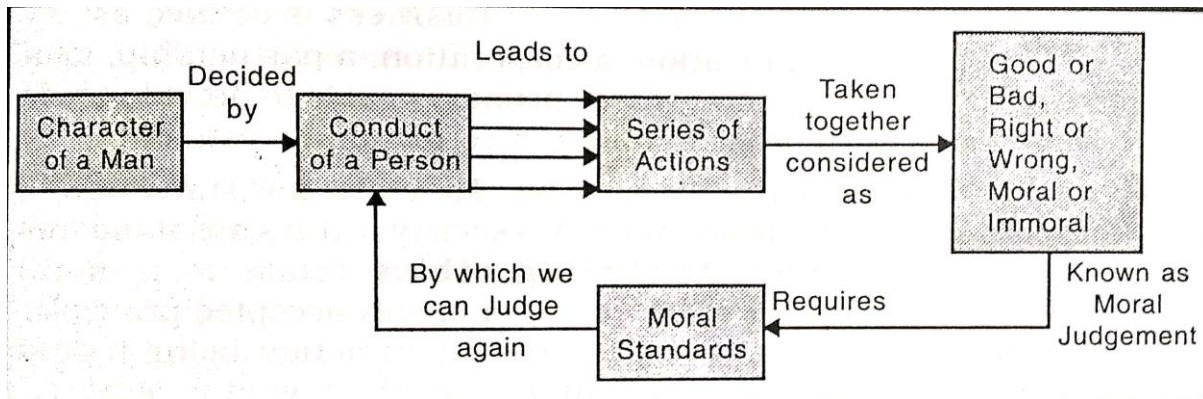 Character
of a Man
Decided
by
Conduct
of a Person
Leads to
Series of
Actions
Taken
together
considered
as
Good or
Bad,
Right or
Wrong,
Moral or
Immoral
Known as
Moral
Judgement
Requires
Moral
Standards
By which we
can Judge
again